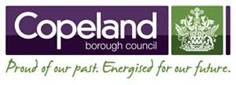 Copeland
borough council
Proud of our past. Energised for our future.